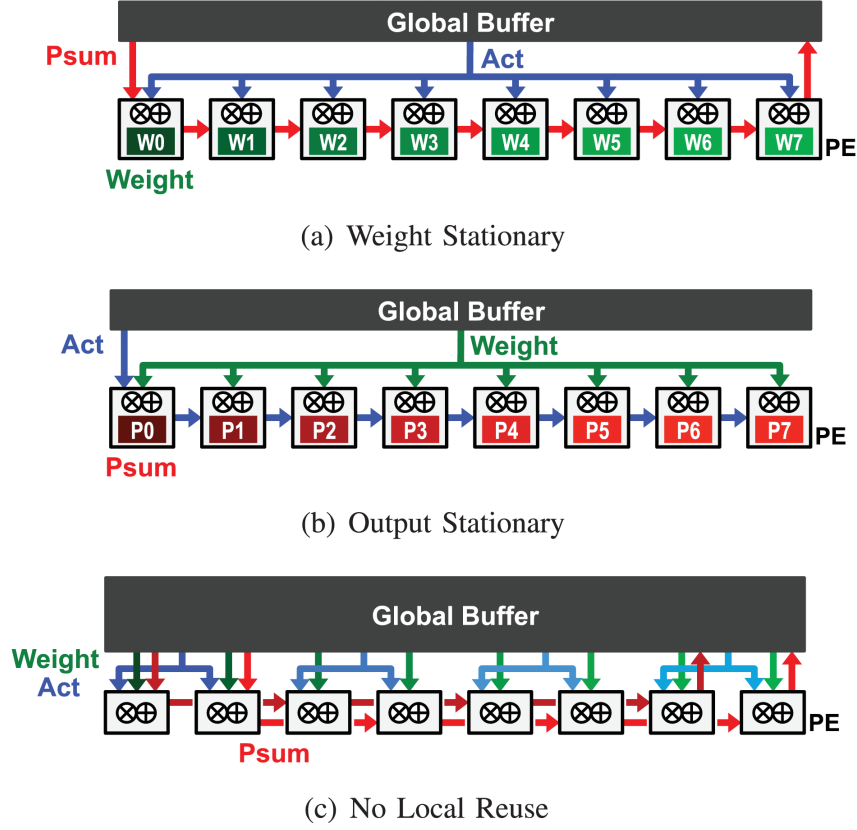 Global Buffer
Psum
Act
W0 W1 W2 W3 W4 W5 W6 W7
PE
Weight
(a) Weight Stationary
Global Buffer
Act
Weight
P0 P1 P2 P3 P4 P5 P6 P7
PE
Psum
(b) Output Stationary
Global Buffer
Weight
Act
PE
Psum
(c) No Local Reuse